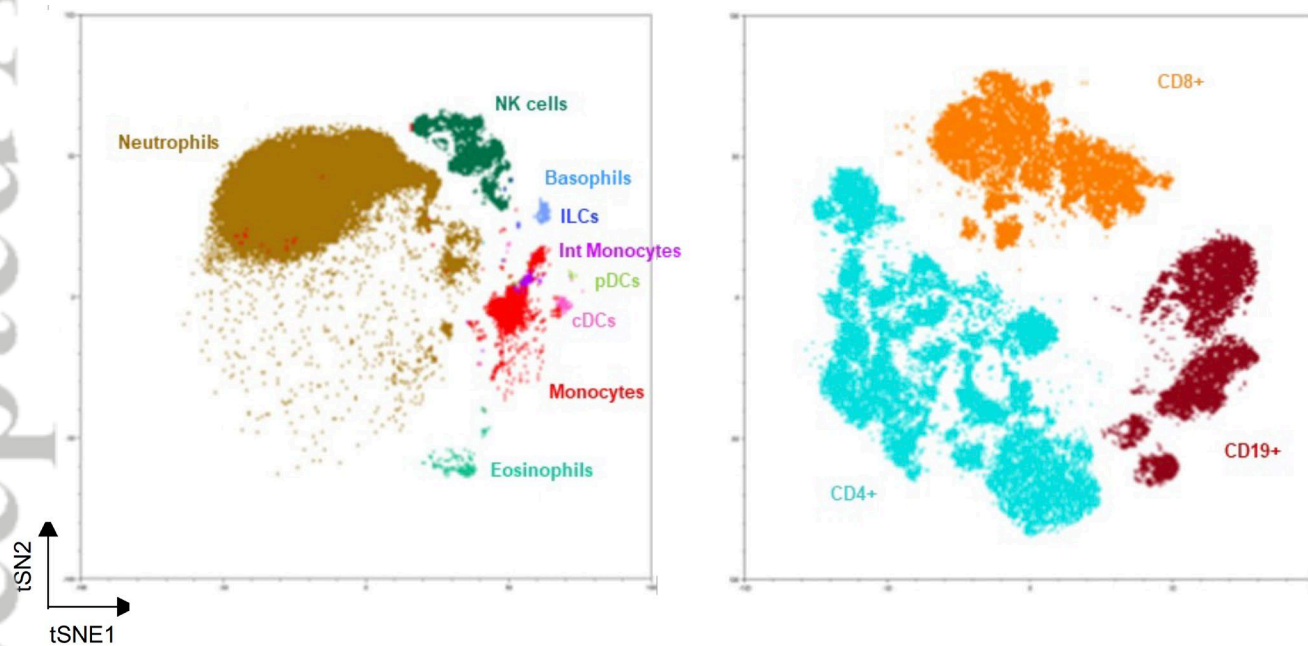 NK cells
Neutrophils
Basophils
ILCs
Int Monocytes
pDCs
cDCs
Monocytes
Eosinophils
tSN2
tSNE1
CD8+
CD19+
CD4+